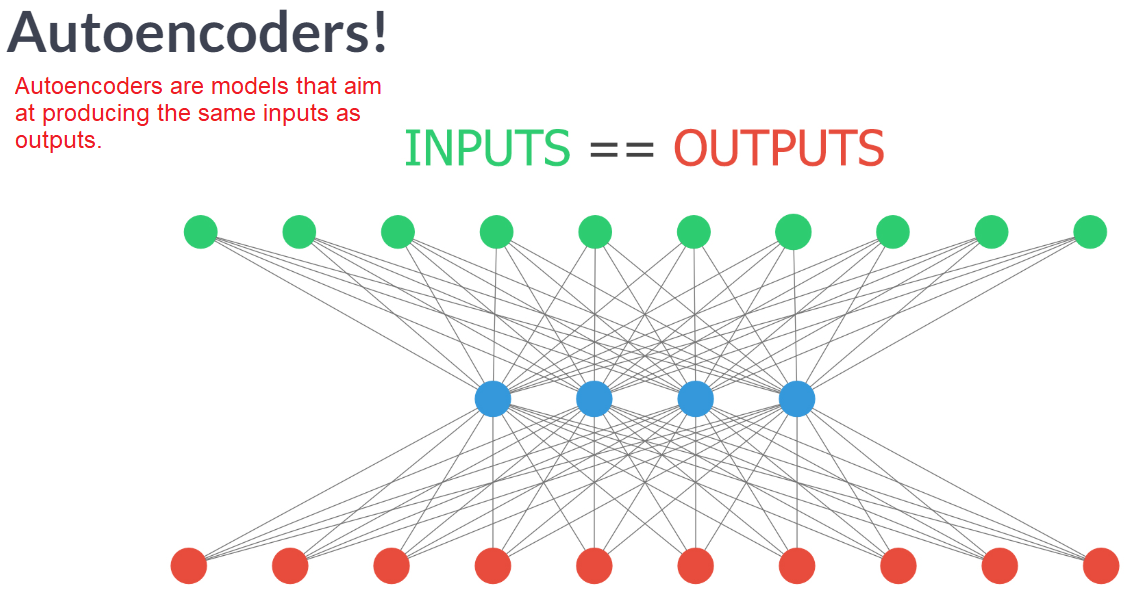 Autoencoders!
Autoencoders are models that aim
at producing the same inputs as
outputs.
INPUTS == OUTPUTS